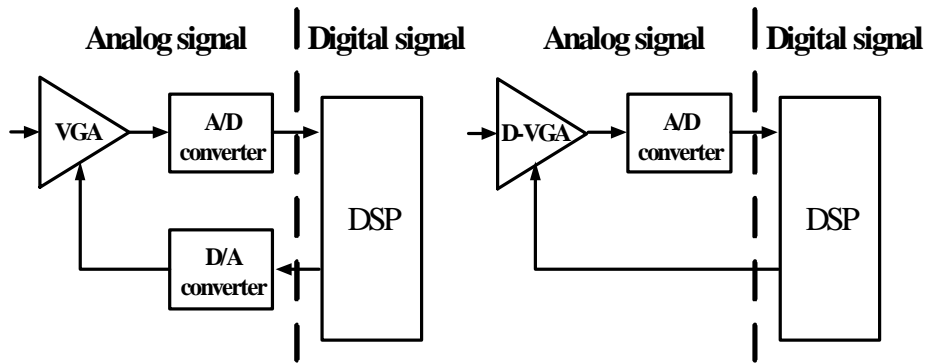 Analog signal
Digital signal
VGA
A/D
converter
DSP
D/A
converter
Analog signal
Digital signal
D-VGA
A/D
converter
DSP